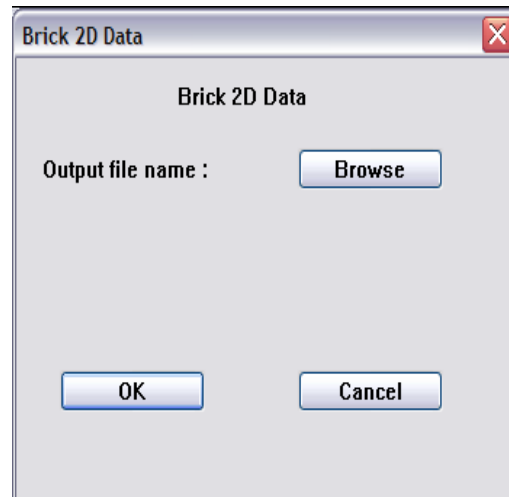 Brick 2D Data
Brick 2D Data
Output file name :
Browse
OK
Cancel